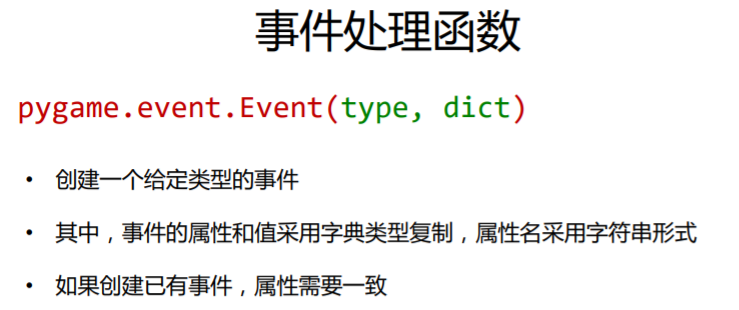 事件处理函数
pygame.event.Event(type, dict)
• 创建一个给定类型的事件
• 其中，事件的属性和值采用字典类型复制，属性名采用字符串形式
• 如果创建已有事件，属性需要一致